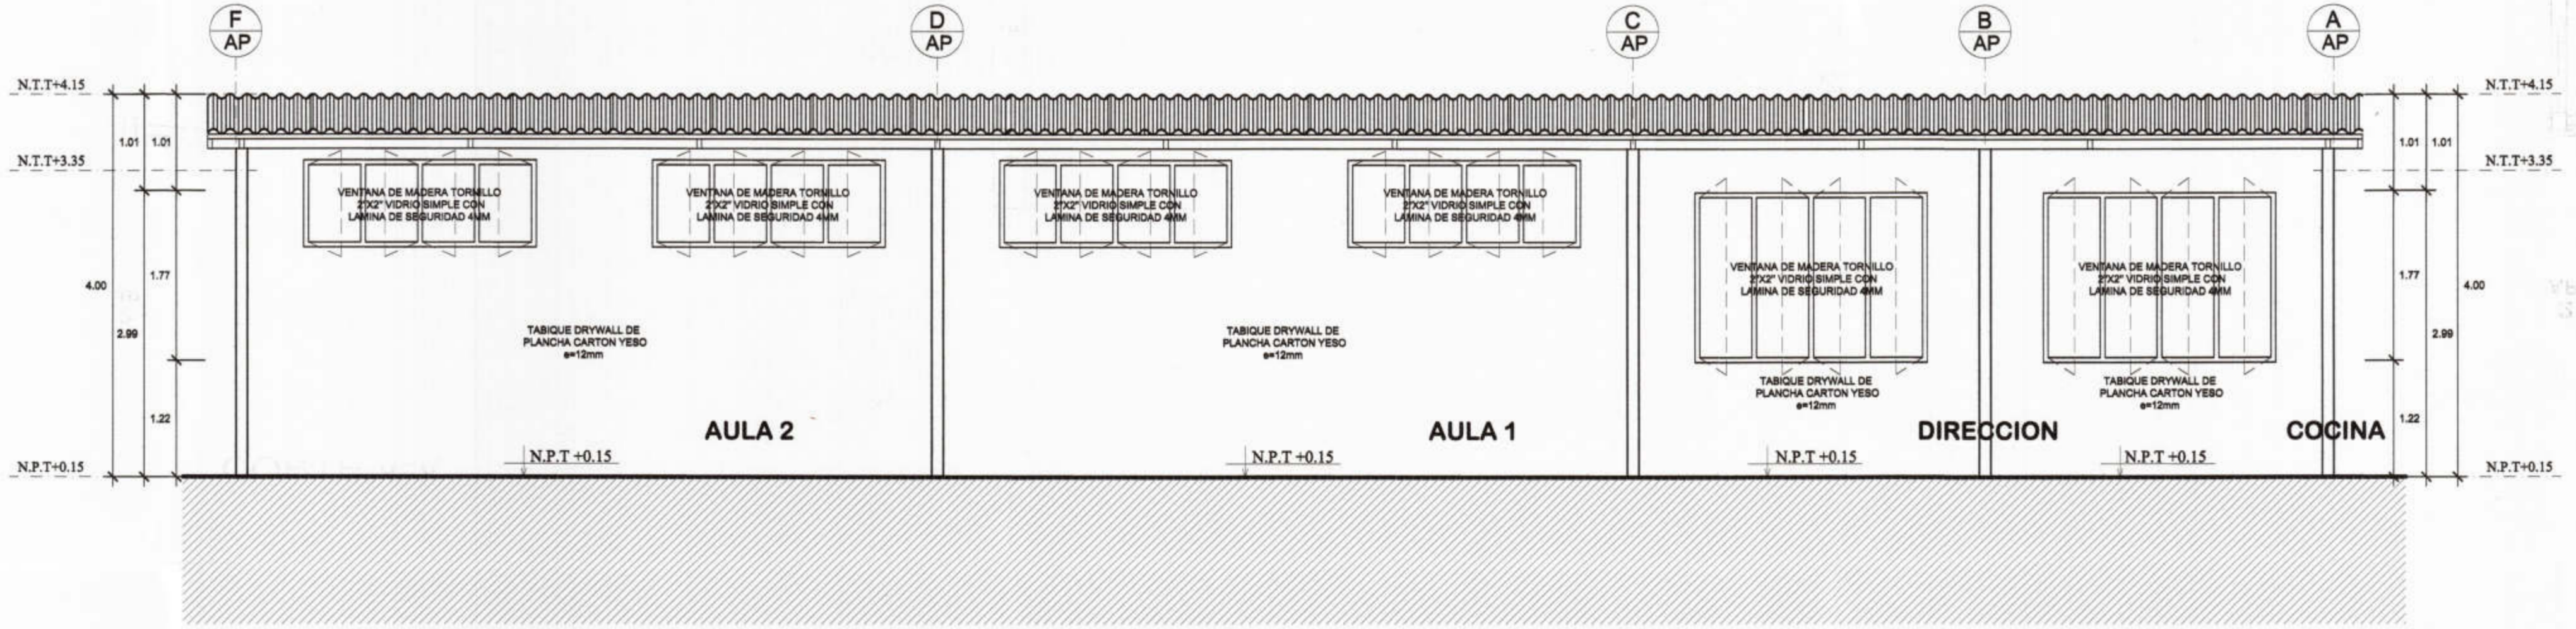 F
AP
D
AP
C
AP
B
AP
A
AP
N.T.T+4.15
N.T.T+4.15
1.01
1.01
1.01
1.01
N.T.T+3.35
N.T.T+3.35
VENTANA DE MADERA TORNILLO
2"X2" VIDRIO SIMPLE CON
LAMINA DE SEGURIDAD 4MM
VENTANA DE MADERA TORNILLO
2"X2" VIDRIO SIMPLE CON
LAMINA DE SEGURIDAD 4MM
VENTANA DE MADERA TORNILLO
2"X2" VIDRIO SIMPLE CON
LAMINA DE SEGURIDAD 4MM
VENTANA DE MADERA TORNILLO
2"X2" VIDRIO SIMPLE CON
LAMINA DE SEGURIDAD 4MM
VENTANA DE MADERA TORNILLO
2"X2" VIDRIO SIMPLE CON
LAMINA DE SEGURIDAD 4MM
VENTANA DE MADERA TORNILLO
2"X2" VIDRIO SIMPLE CON
LAMINA DE SEGURIDAD 4MM
4.00
1.77
2.99
1.77
4.00
2.99
TABIQUE DRYWALL DE
PLANCHA CARTON YESO
e=12mm
TABIQUE DRYWALL DE
PLANCHA CARTON YESO
e=12mm
TABIQUE DRYWALL DE
PLANCHA CARTON YESO
e=12mm
TABIQUE DRYWALL DE
PLANCHA CARTON YESO
e=12mm
1.22
1.22
AULA 2
AULA 1
DIRECCION
COCINA
N.P.T+0.15
N.P.T +0.15
N.P.T +0.15
N.P.T +0.15
N.P.T +0.15
N.P.T+0.15